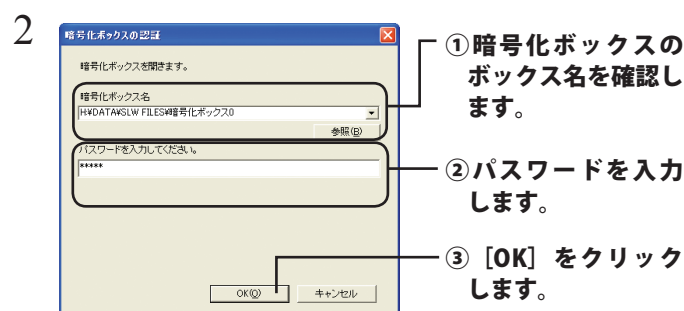 2
暗号化ボックスの認証
暗号化ボックスを開きます。
暗号化ボックス名
H:¥DATA¥SLW FILES¥暗号化ボックス0
参照(B)
パスワードを入力してください。
*****
OK(O)
キャンセル
①暗号化ボックスの
ボックス名を確認し
ます。
②パスワードを入力
します。
③［OK］をクリック
します。